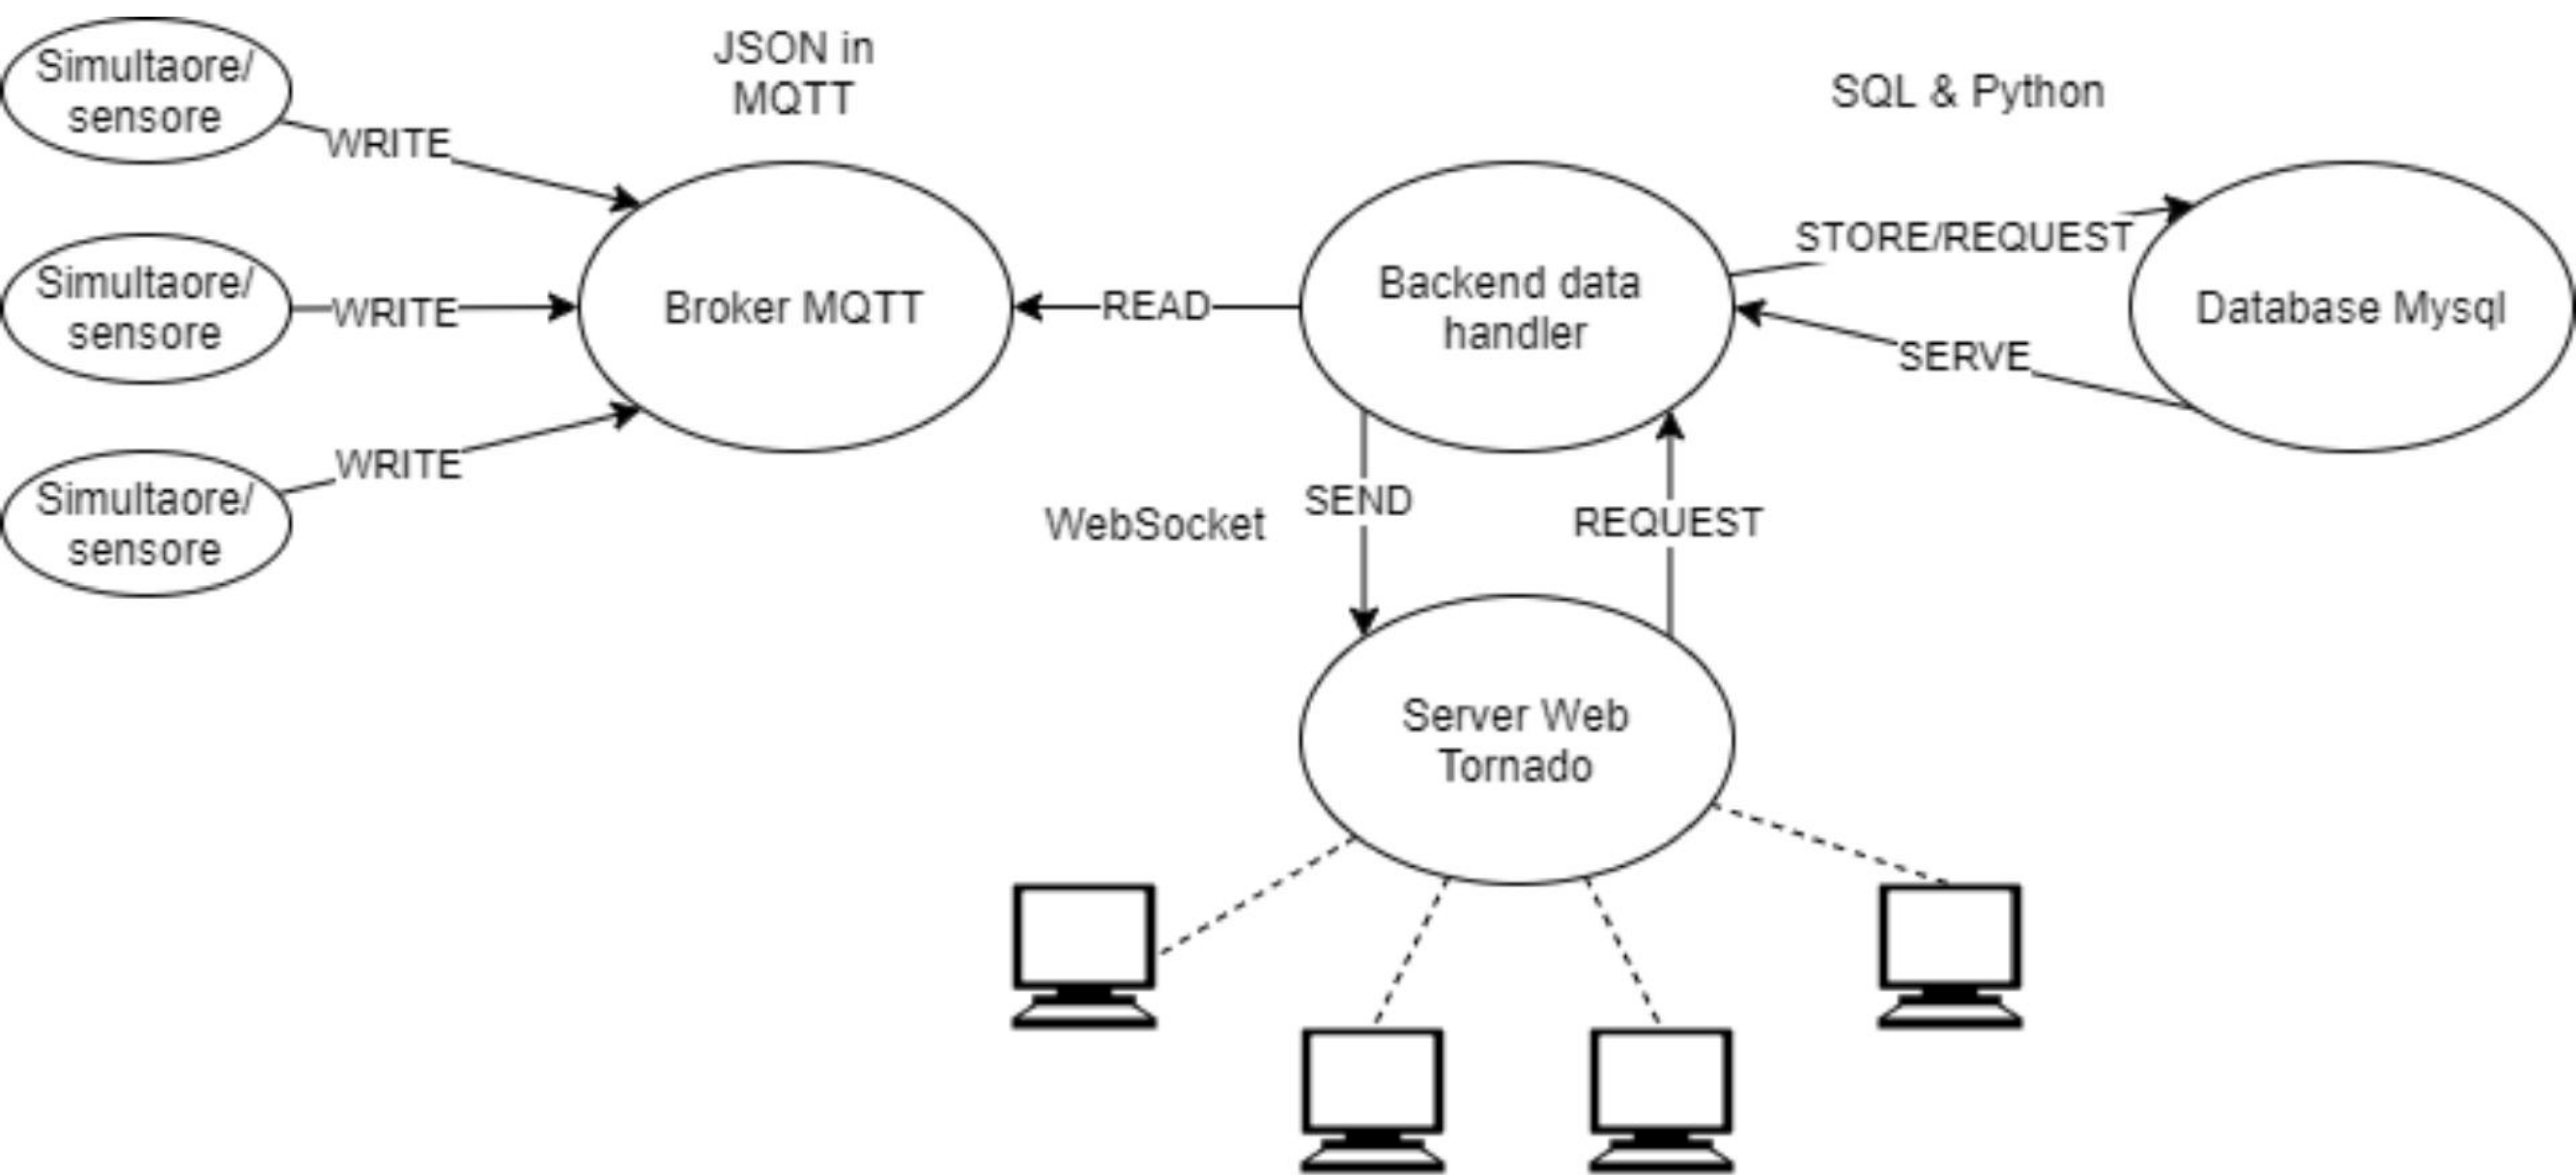 Simultaore/
sensore
WRITE
JSON in
MQTT
SQL & Python
Simultaore/
sensore
WRITE
Broker MQTT
READ
Backend data
handler
STORE/REQUEST
SERVE
Database Mysql
Simultaore/
sensore
WRITE
WebSocket
SEND
REQUEST
Server Web
Tornado